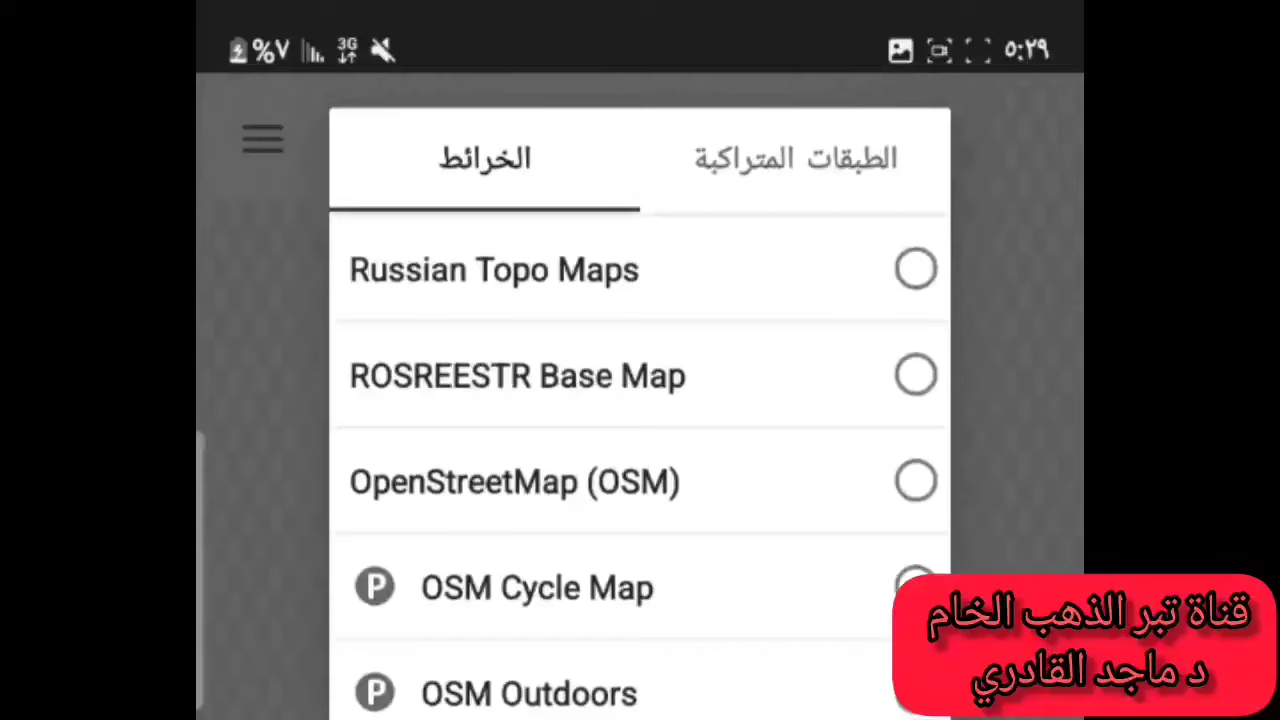 %٧ 3G ٥:٢٩
الخرائط الطبقات المتراكبة
Russian Topo Maps
ROSREESTR Base Map
OpenStreetMap (OSM)
P OSM Cycle Map
P OSM Outdoors
قناة تبر الذهب الخام
د ماجد القادري